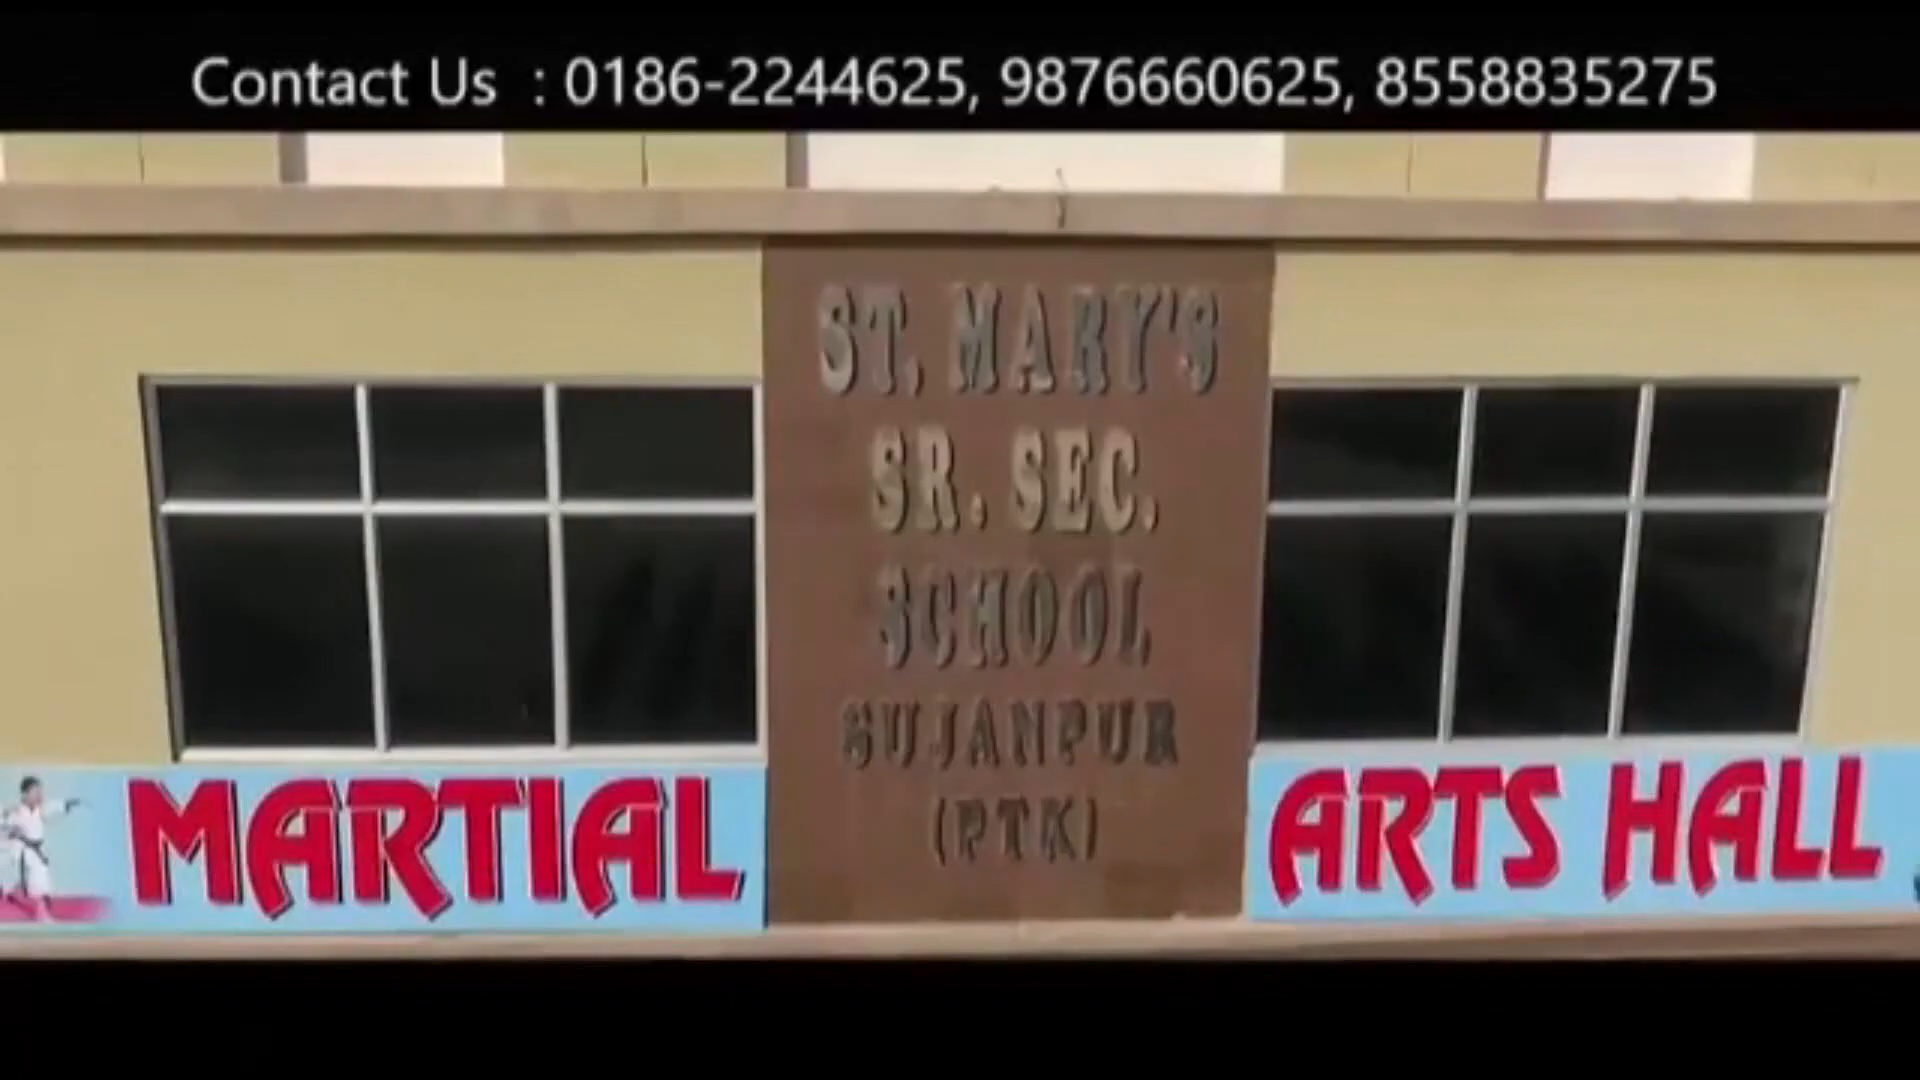 Contact Us : 0186-2244625, 9876660625, 8558835275
ST. MARY'S
SR. SEC.
SCHOOL
SUJANPUR
(PTK)
MARTIAL ARTS HALL